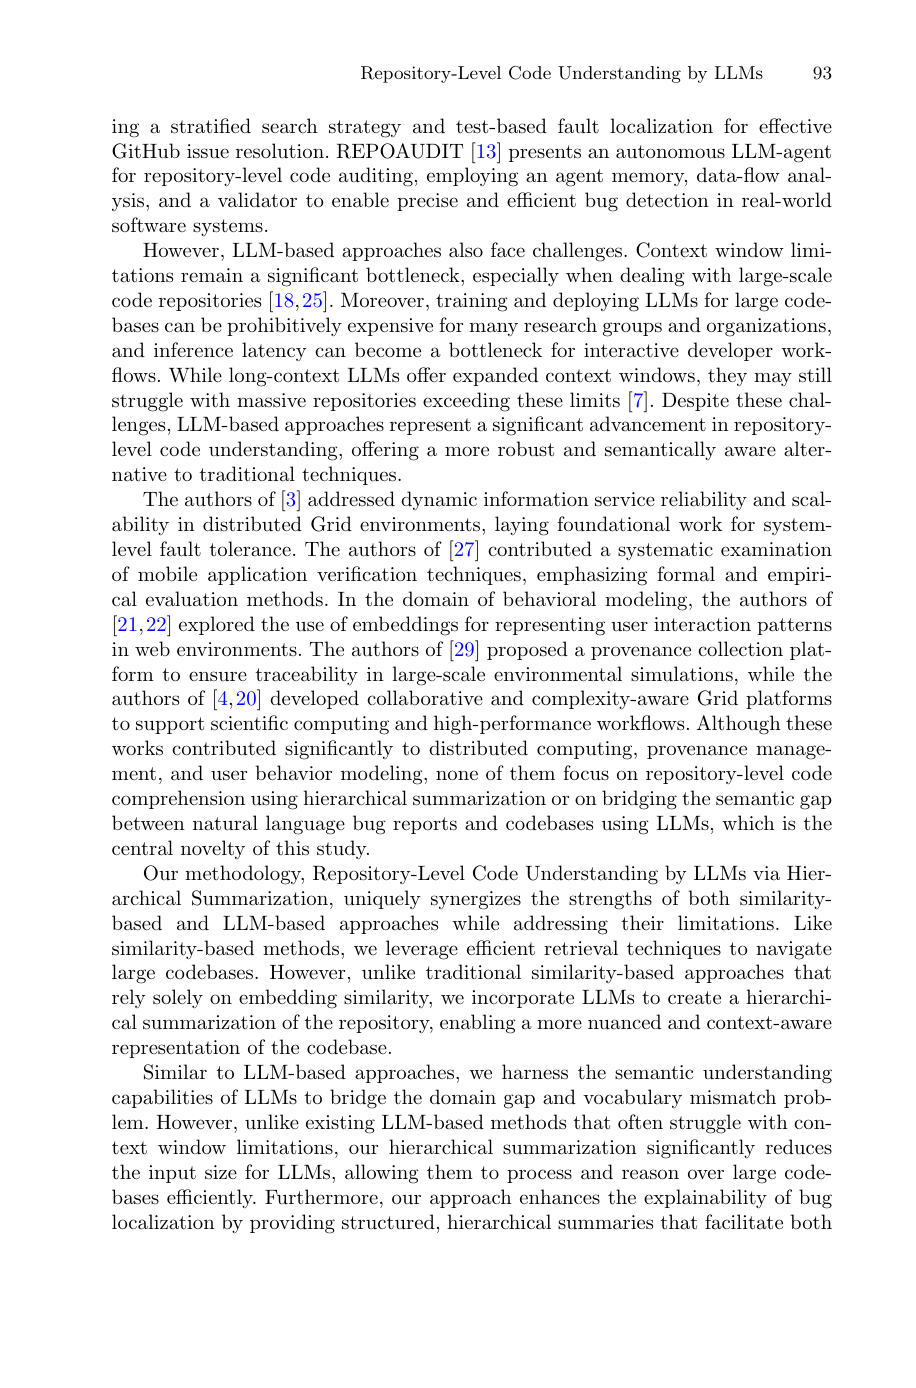 Repository-Level Code Understanding by LLMs 93
ing a stratified search strategy and test-based fault localization for effective
GitHub issue resolution. REPOAUDIT [13] presents an autonomous LLM-agent
for repository-level code auditing, employing an agent memory, data-flow anal-
ysis, and a validator to enable precise and efficient bug detection in real-world
software systems.
However, LLM-based approaches also face challenges. Context window limi-
tations remain a significant bottleneck, especially when dealing with large-scale
code repositories [18,25]. Moreover, training and deploying LLMs for large code-
bases can be prohibitively expensive for many research groups and organizations,
and inference latency can become a bottleneck for interactive developer work-
flows. While long-context LLMs offer expanded context windows, they may still
struggle with massive repositories exceeding these limits [7]. Despite these chal-
lenges, LLM-based approaches represent a significant advancement in repository-
level code understanding, offering a more robust and semantically aware alter-
native to traditional techniques.
The authors of [3] addressed dynamic information service reliability and scal-
ability in distributed Grid environments, laying foundational work for system-
level fault tolerance. The authors of [27] contributed a systematic examination
of mobile application verification techniques, emphasizing formal and empiri-
cal evaluation methods. In the domain of behavioral modeling, the authors of
[21,22] explored the use of embeddings for representing user interaction patterns
in web environments. The authors of [29] proposed a provenance collection plat-
form to ensure traceability in large-scale environmental simulations, while the
authors of [4,20] developed collaborative and complexity-aware Grid platforms
to support scientific computing and high-performance workflows. Although these
works contributed significantly to distributed computing, provenance manage-
ment, and user behavior modeling, none of them focus on repository-level code
comprehension using hierarchical summarization or on bridging the semantic gap
between natural language bug reports and codebases using LLMs, which is the
central novelty of this study.
Our methodology, Repository-Level Code Understanding by LLMs via Hier-
archical Summarization, uniquely synergizes the strengths of both similarity-
based and LLM-based approaches while addressing their limitations. Like
similarity-based methods, we leverage efficient retrieval techniques to navigate
large codebases. However, unlike traditional similarity-based approaches that
rely solely on embedding similarity, we incorporate LLMs to create a hierarchi-
cal summarization of the repository, enabling a more nuanced and context-aware
representation of the codebase.
Similar to LLM-based approaches, we harness the semantic understanding
capabilities of LLMs to bridge the domain gap and vocabulary mismatch prob-
lem. However, unlike existing LLM-based methods that often struggle with con-
text window limitations, our hierarchical summarization significantly reduces
the input size for LLMs, allowing them to process and reason over large code-
bases efficiently. Furthermore, our approach enhances the explainability of bug
localization by providing structured, hierarchical summaries that facilitate both